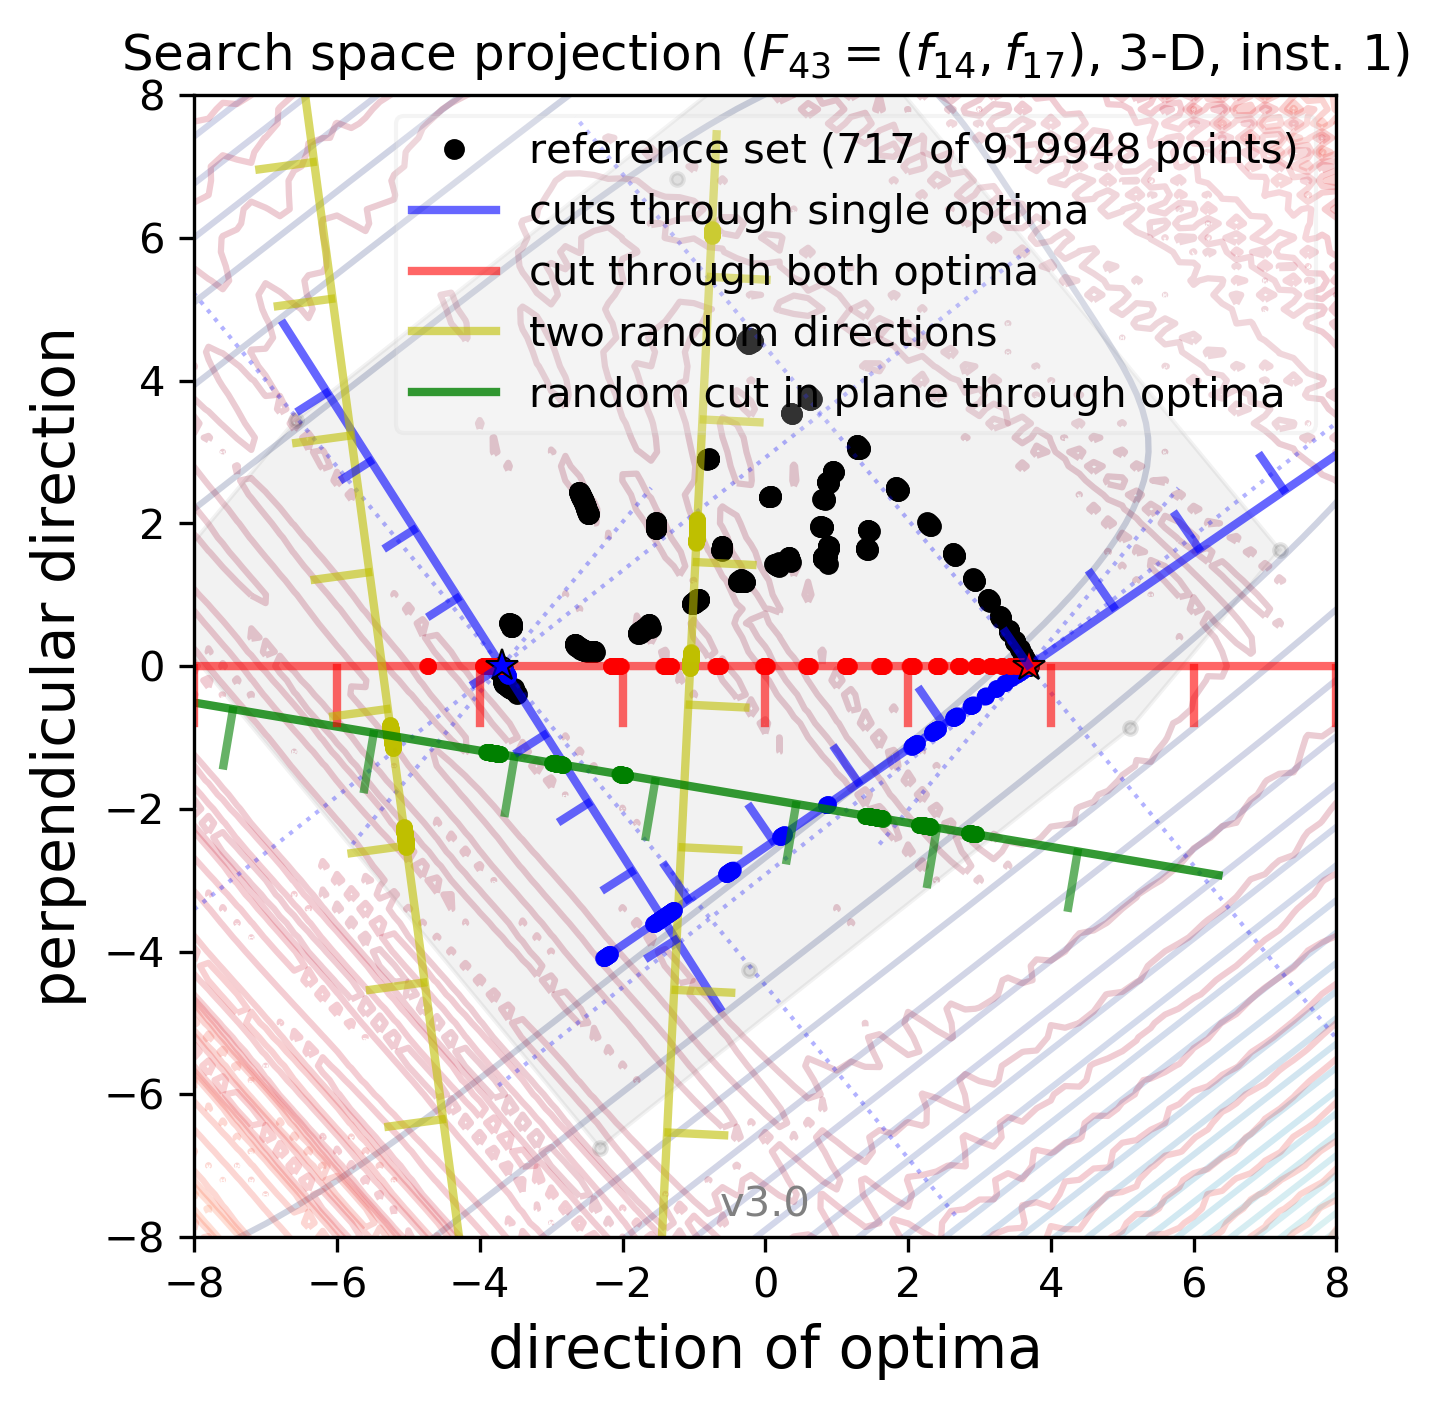 Search space projection (F₄₃ = (f₁₄, f₁₇), 3-D, inst. 1)
reference set (717 of 919948 points)
cuts through single optima
cut through both optima
two random directions
random cut in plane through optima
perpendicular direction
8
6
4
2
0
−2
−4
−6
−8
v3.0
−8 −6 −4 −2 0 2 4 6 8
direction of optima